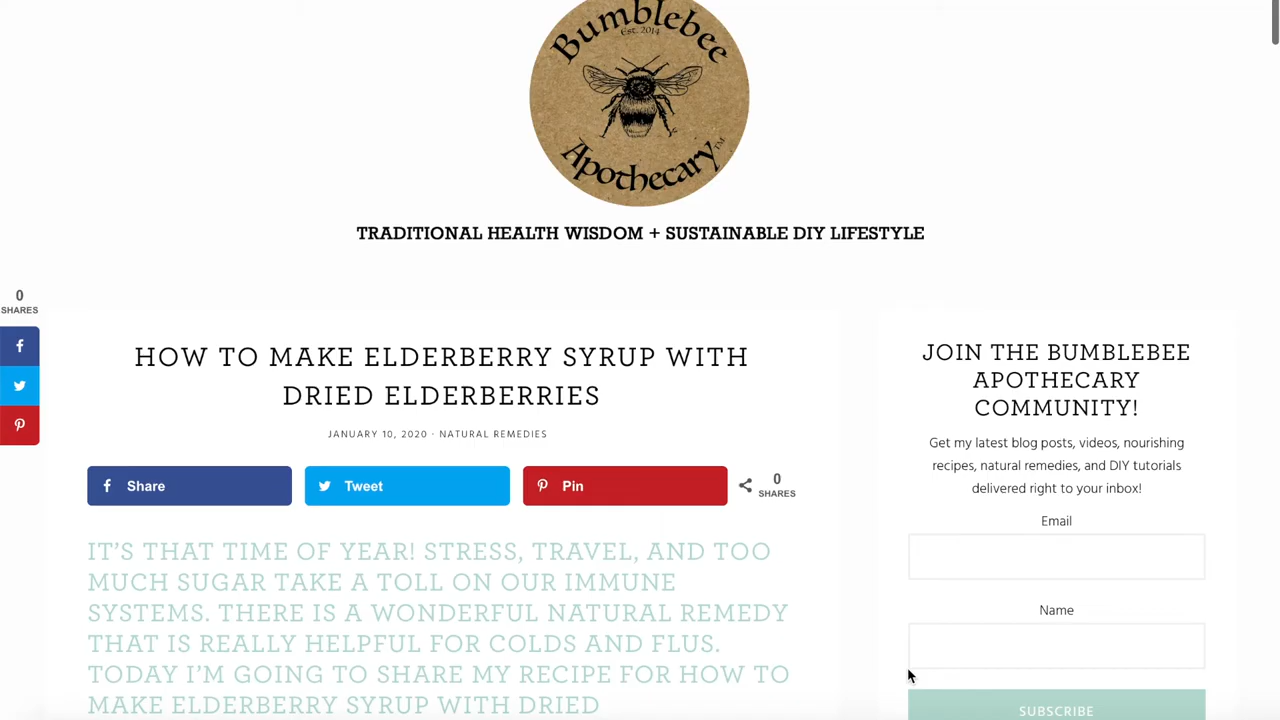 Bumblebee
Est. 2014
Apothecary™
TRADITIONAL HEALTH WISDOM + SUSTAINABLE DIY LIFESTYLE
0
SHARES
HOW TO MAKE ELDERBERRY SYRUP WITH
DRIED ELDERBERRIES
JANUARY 10, 2020 · NATURAL REMEDIES
Share
Tweet
Pin
0
SHARES
IT'S THAT TIME OF YEAR! STRESS, TRAVEL, AND TOO
MUCH SUGAR TAKE A TOLL ON OUR IMMUNE
SYSTEMS. THERE IS A WONDERFUL NATURAL REMEDY
THAT IS REALLY HELPFUL FOR COLDS AND FLUS.
TODAY I'M GOING TO SHARE MY RECIPE FOR HOW TO
MAKE ELDERBERRY SYRUP WITH DRIED
JOIN THE BUMBLEBEE
APOTHECARY
COMMUNITY!
Get my latest blog posts, videos, nourishing
recipes, natural remedies, and DIY tutorials
delivered right to your inbox!
Email
Name
SUBSCRIBE